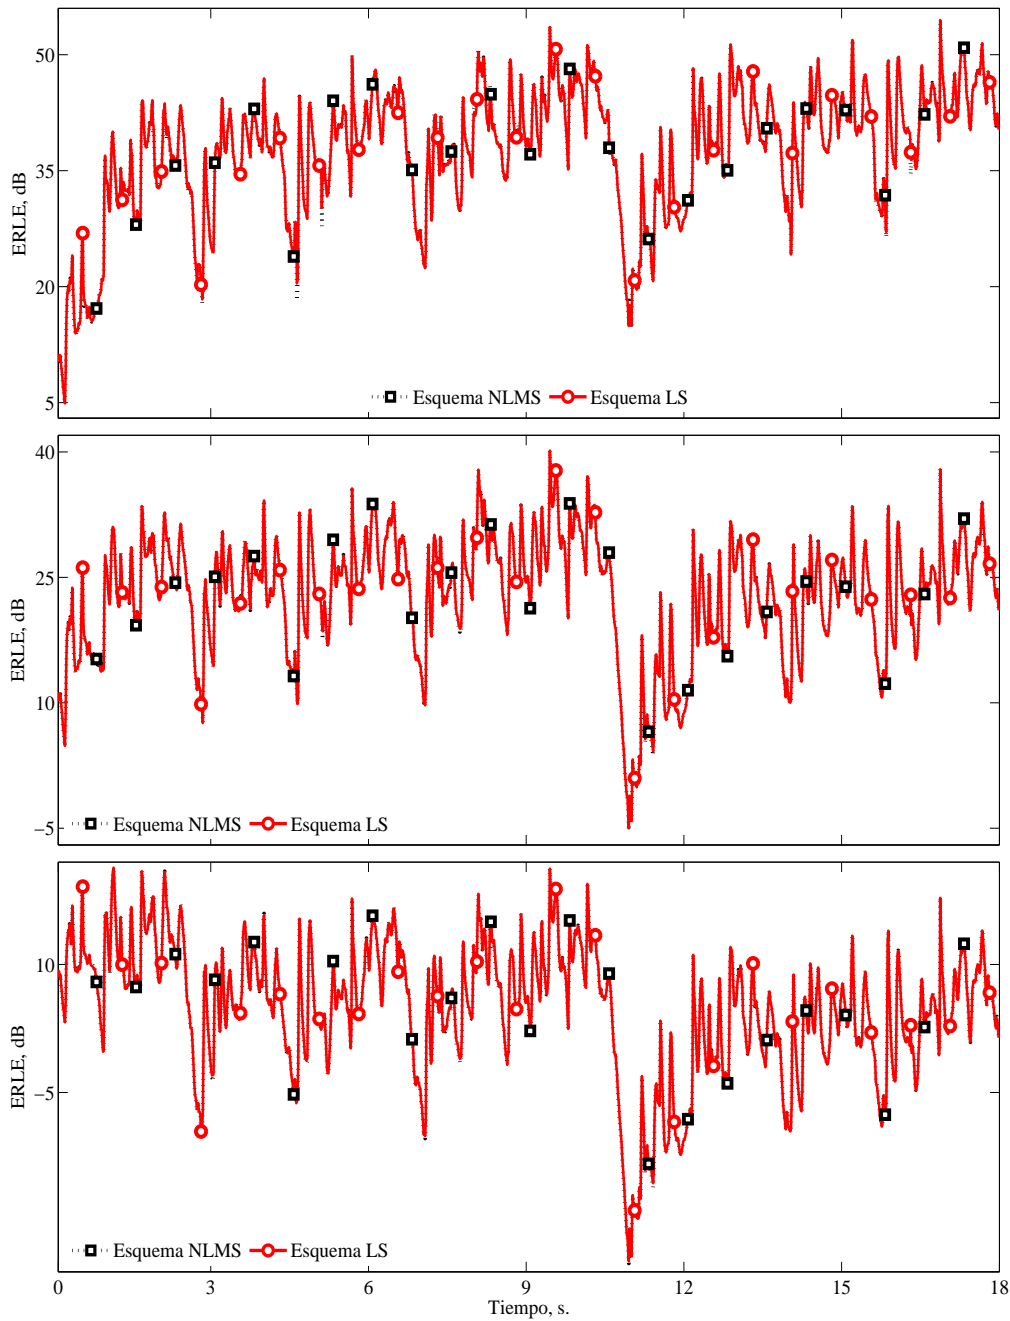 50
35
20
5
ERLE, dB
Esquema NLMS Esquema LS
40
25
10
−5
ERLE, dB
Esquema NLMS Esquema LS
10
−5
ERLE, dB
Esquema NLMS Esquema LS
0 3 6 9 12 15 18
Tiempo, s.